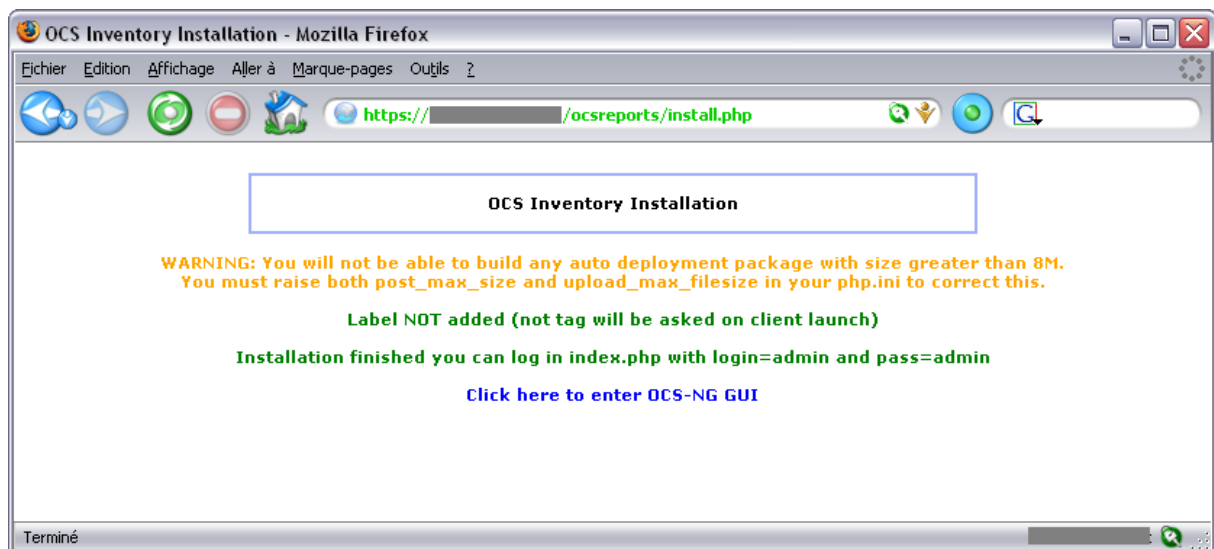 OCS Inventory Installation - Mozilla Firefox
Fichier Edition Affichage Aller à Marque-pages Outils ?
https:// /ocsreports/install.php G
OCS Inventory Installation
WARNING: You will not be able to build any auto deployment package with size greater than 8M.
You must raise both post_max_size and upload_max_filesize in your php.ini to correct this.
Label NOT added (not tag will be asked on client launch)
Installation finished you can log in index.php with login=admin and pass=admin
Click here to enter OCS-NG GUI
Terminé